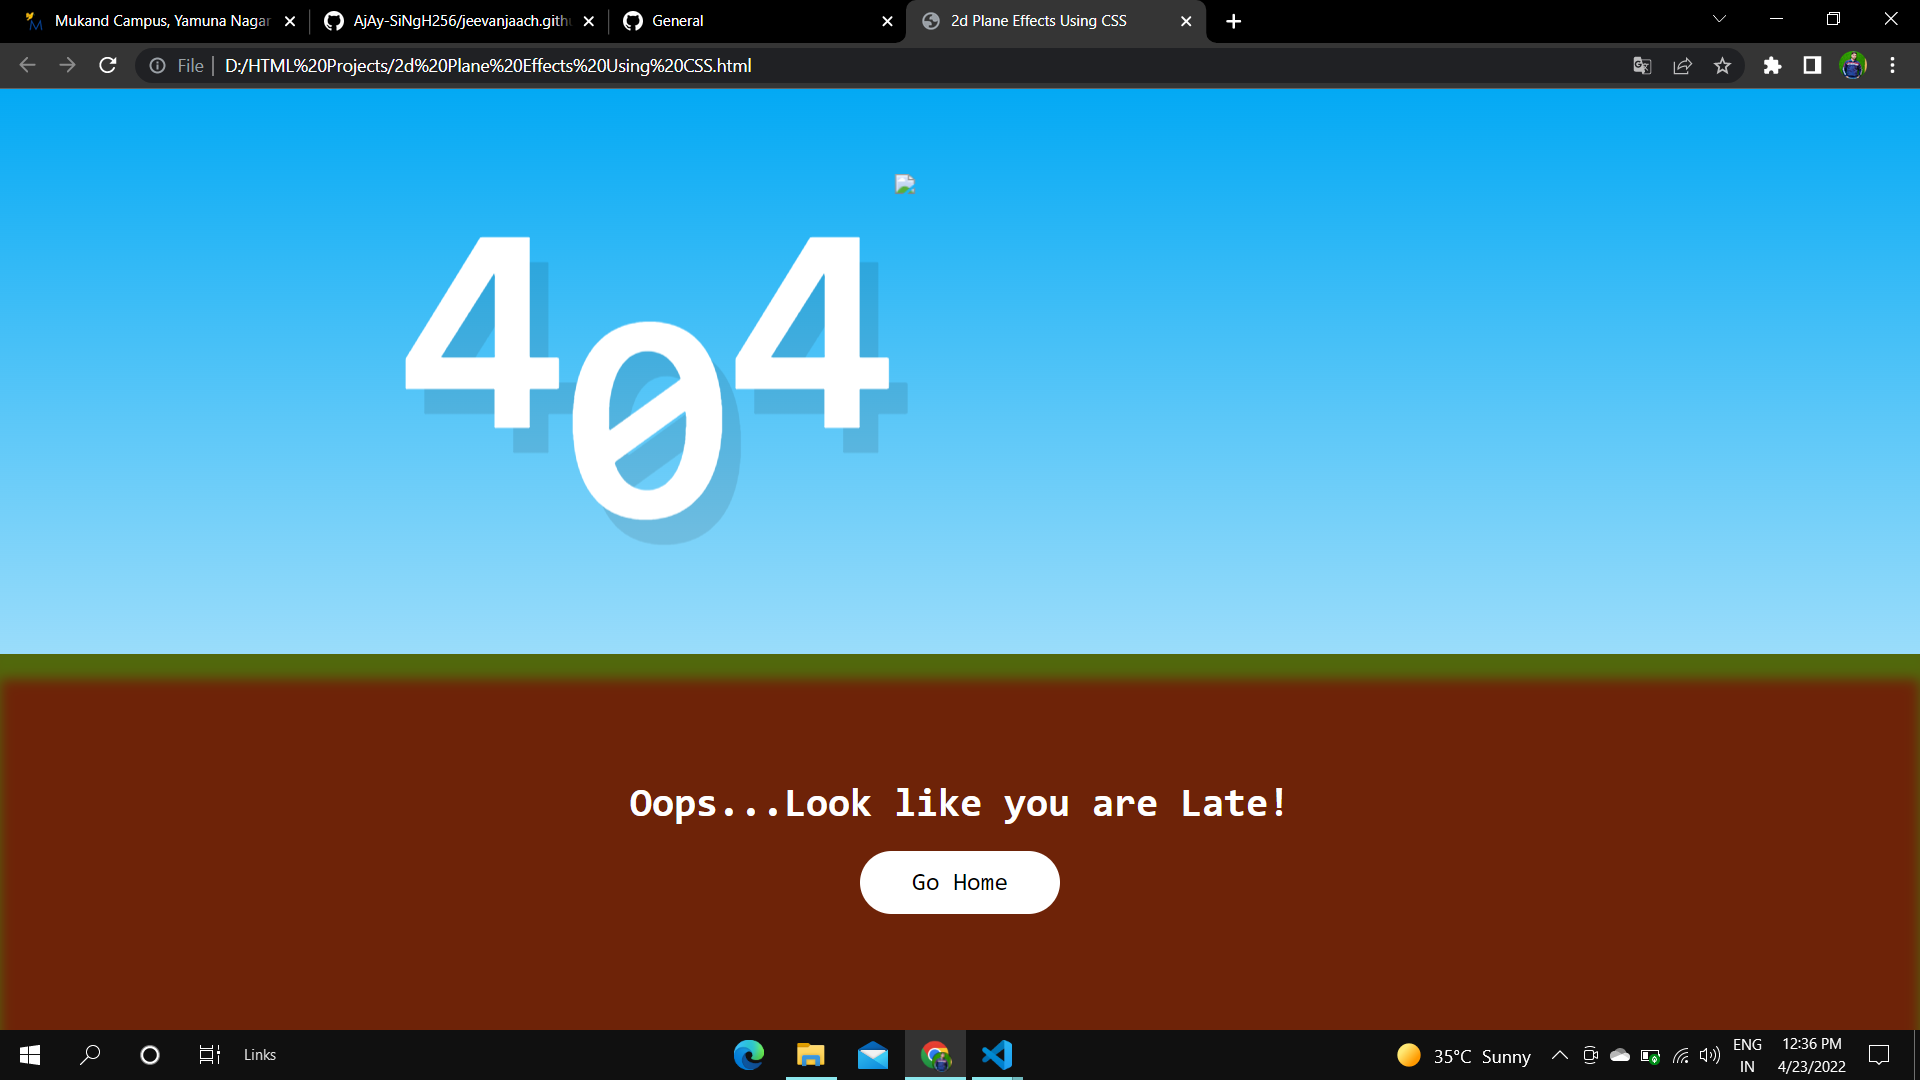 Mukand Campus, Yamuna Nagar
AjAy-SiNgH256/jeevanjaach.gith
General
2d Plane Effects Using CSS
File
D:/HTML%20Projects/2d%20Plane%20Effects%20Using%20CSS.html
404
Oops...Look like you are Late!
Go Home
Links
35°C Sunny
ENG
IN
12:36 PM
4/23/2022